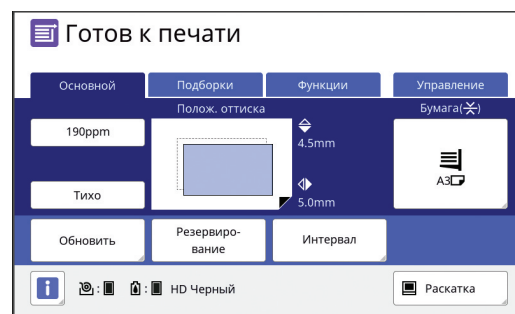 Готов к печати
Основной Подборки Функции Управление
Полож. оттиска Бумага( )
190ppm
4.5mm
A3
Тихо
5.0mm
Обновить Резервиро-
вание Интервал
i : : HD Черный Раскатка